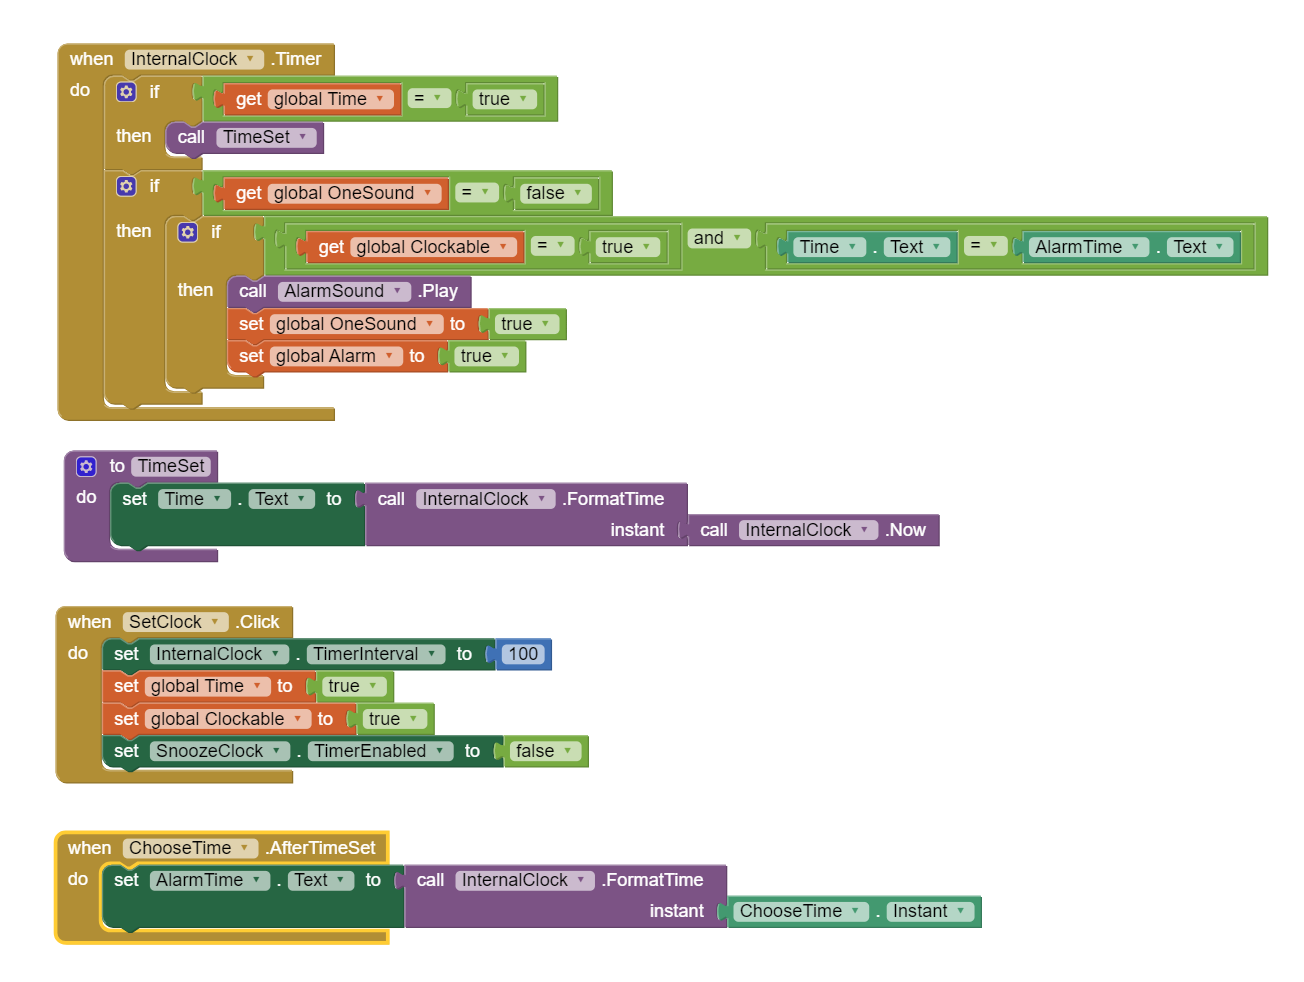 when InternalClock .Timer
do if get global Time = true
then call TimeSet
if get global OneSound = false
then if get global Clockable = true and Time . Text = AlarmTime . Text
then call AlarmSound .Play
set global OneSound to true
set global Alarm to true
to TimeSet
do set Time . Text to call InternalClock .FormatTime
instant call InternalClock .Now
when SetClock .Click
do set InternalClock . TimerInterval to 100
set global Time to true
set global Clockable to true
set SnoozeClock . TimerEnabled to false
when ChooseTime .AfterTimeSet
do set AlarmTime . Text to call InternalClock .FormatTime
instant ChooseTime . Instant